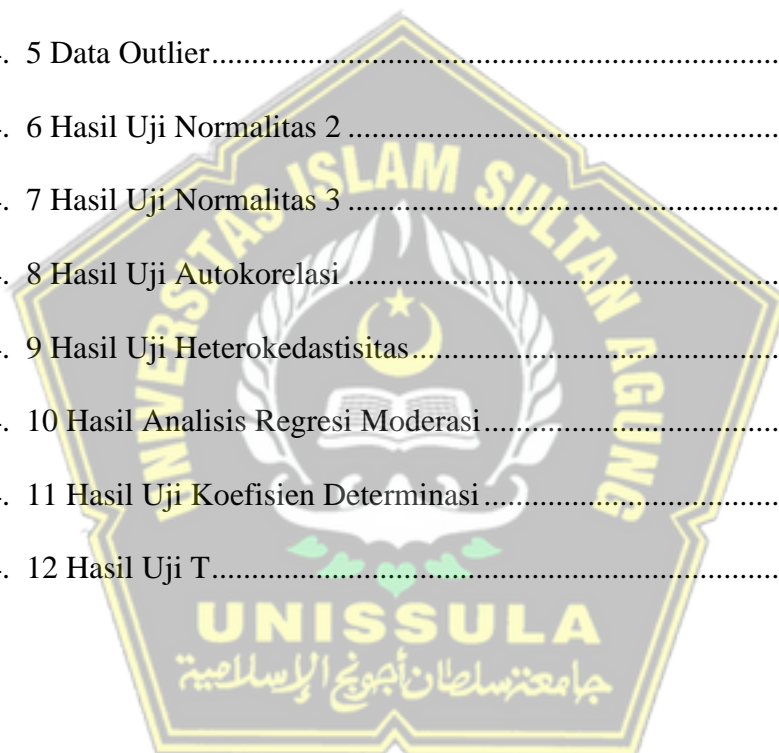 . 5 Data Outlier
. 6 Hasil Uji Normalitas 2
. 7 Hasil Uji Normalitas 3
. 8 Hasil Uji Autokorelasi
. 9 Hasil Uji Heterokedastisitas
. 10 Hasil Analisis Regresi Moderasi
. 11 Hasil Uji Koefisien Determinasi
. 12 Hasil Uji T
UNIVERSITAS ISLAM SULTAN AGUNG
UNISSULA
جامعتنسلطان أجونج الإسلامية